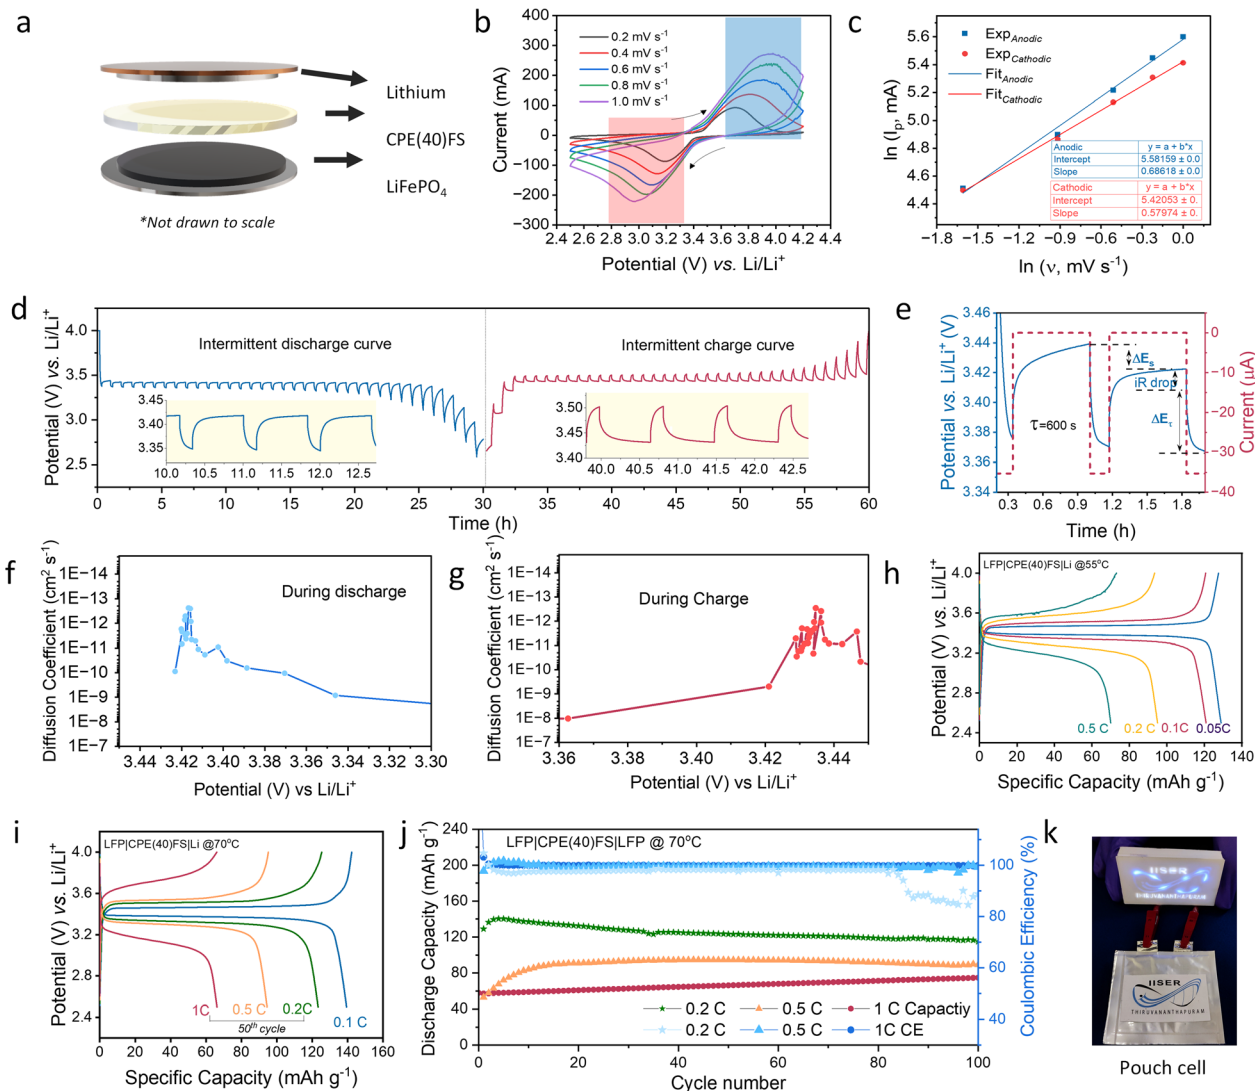 a
Lithium
CPE(40)FS
LiFePO4
*Not drawn to scale
b
Current (mA)
300
200
100
0
−100
−200
−300
0.2 mV s-1
0.4 mV s-1
0.6 mV s-1
0.8 mV s-1
1.0 mV s-1
2.4 2.6 2.8 3.0 3.2 3.4 3.6 3.8 4.0 4.2 4.4
Potential (V) vs. Li/Li+
c
ln (Ip, mA)
6.0
5.6
5.2
4.8
4.4
ExpAnodic
ExpCathodic
FitAnodic
FitCathodic
Anodic y = a + b*x
Intercept 5.58159 ± 0.0
Slope 0.68618 ± 0.0
Cathodic y = a + b*x
Intercept 5.42053 ± 0.
Slope 0.57974 ± 0.
−1.8 −1.5 −1.2 −0.9 −0.6 −0.3 0.0
ln (ν, mV s-1)
d
Potential (V) vs. Li/Li+
4.0
3.5
3.0
2.5
Intermittent discharge curve
Intermittent charge curve
3.45
3.40
3.35
10.0 10.5 11.0 11.5 12.0 12.5
3.50
3.45
3.40
40.0 40.5 41.0 41.5 42.0 42.5
0 5 10 15 20 25 30 35 40 45 50 55 60
Time (h)
e
Potential vs. Li/Li+ (V)
3.46
3.44
3.42
3.40
3.38
3.36
3.34
ΔEs
iR drop
ΔEτ
τ=600 s
0
−10
−20
−30
−40
Current (μA)
0.3 0.6 0.9 1.2 1.5 1.8
Time (h)
f
Diffusion Coefficient (cm2 s-1)
1E−14
1E−13
1E−12
1E−11
1E−10
1E−9
1E−8
1E−7
During discharge
3.44 3.42 3.40 3.38 3.36 3.34 3.32 3.30
Potential (V) vs Li/Li+
g
Diffusion Coefficient (cm2 s-1)
1E−14
1E−13
1E−12
1E−11
1E−10
1E−9
1E−8
1E−7
During Charge
3.36 3.38 3.40 3.42 3.44
Potential (V) vs Li/Li+
h
Potential (V) vs. Li/Li+
4.0
3.6
3.2
2.8
2.4
LFP|CPE(40)FS|Li @55oC
0.5 C 0.2 C 0.1C 0.05C
0 20 40 60 80 100 120 140
Specific Capacity (mAh g-1)
i
Potential (V) vs. Li/Li+
4.0
3.6
3.2
2.8
2.4
LFP|CPE(40)FS|Li @70oC
1C 0.5 C 0.2C 0.1 C
50th cycle
0 20 40 60 80 100 120 140 160
Specific Capacity (mAh g-1)
j
Discharge Capacity (mAh g-1)
240
200
160
120
80
40
0
LFP|CPE(40)FS|LFP @ 70oC
0.2 C 0.5 C 1 C Capactiy
0.2 C 0.5 C 1C CE
100
90
80
70
60
50
Coulombic Efficiency (%)
0 20 40 60 80 100
Cycle number
k
IISER
IISER
THIRUVANANTHAPURAM
Pouch cell